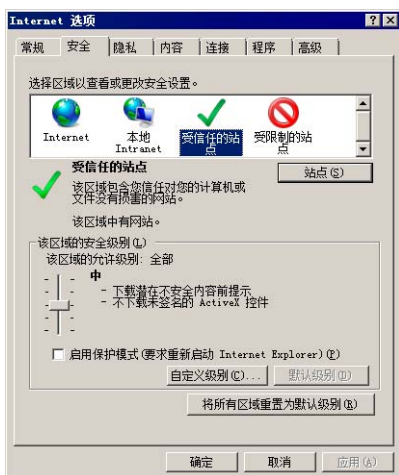 Internet 选项
常规 安全 隐私 内容 连接 程序 高级
选择区域以查看或更改安全设置。
Internet
本地
Intranet
受信任的站
点
受限制的站
点
受信任的站点
站点(S)
该区域包含您信任对您的计算机或
文件没有损害的网站。
该区域中有网站。
该区域的安全级别(L)
该区域的允许级别: 全部
中
- 下载潜在不安全内容前提示
- 不下载未签名的 ActiveX 控件
启用保护模式(要求重新启动 Internet Explorer)(P)
自定义级别(C)... 默认级别(D)
将所有区域重置为默认级别(R)
确定 取消 应用(A)